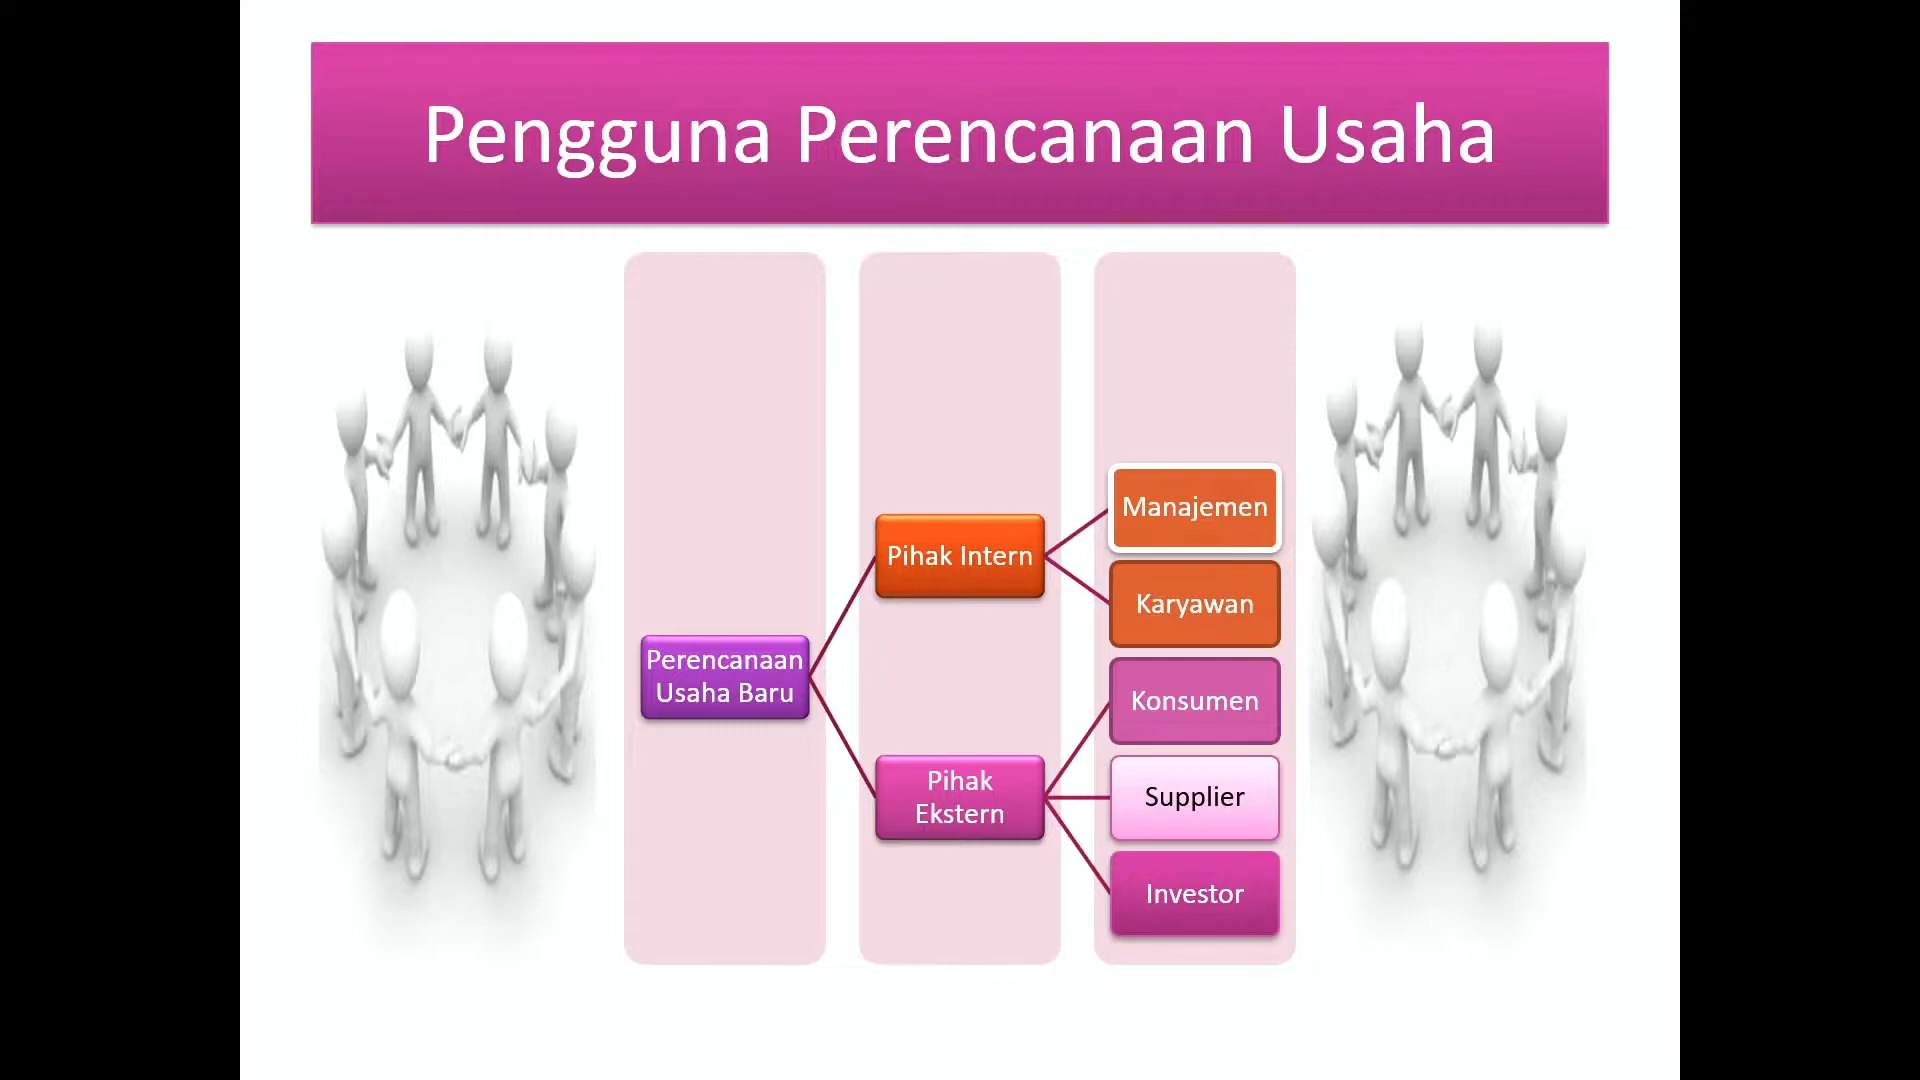 Pengguna Perencanaan Usaha
Perencanaan
Usaha Baru
Pihak Intern
Pihak
Ekstern
Manajemen
Karyawan
Konsumen
Supplier
Investor